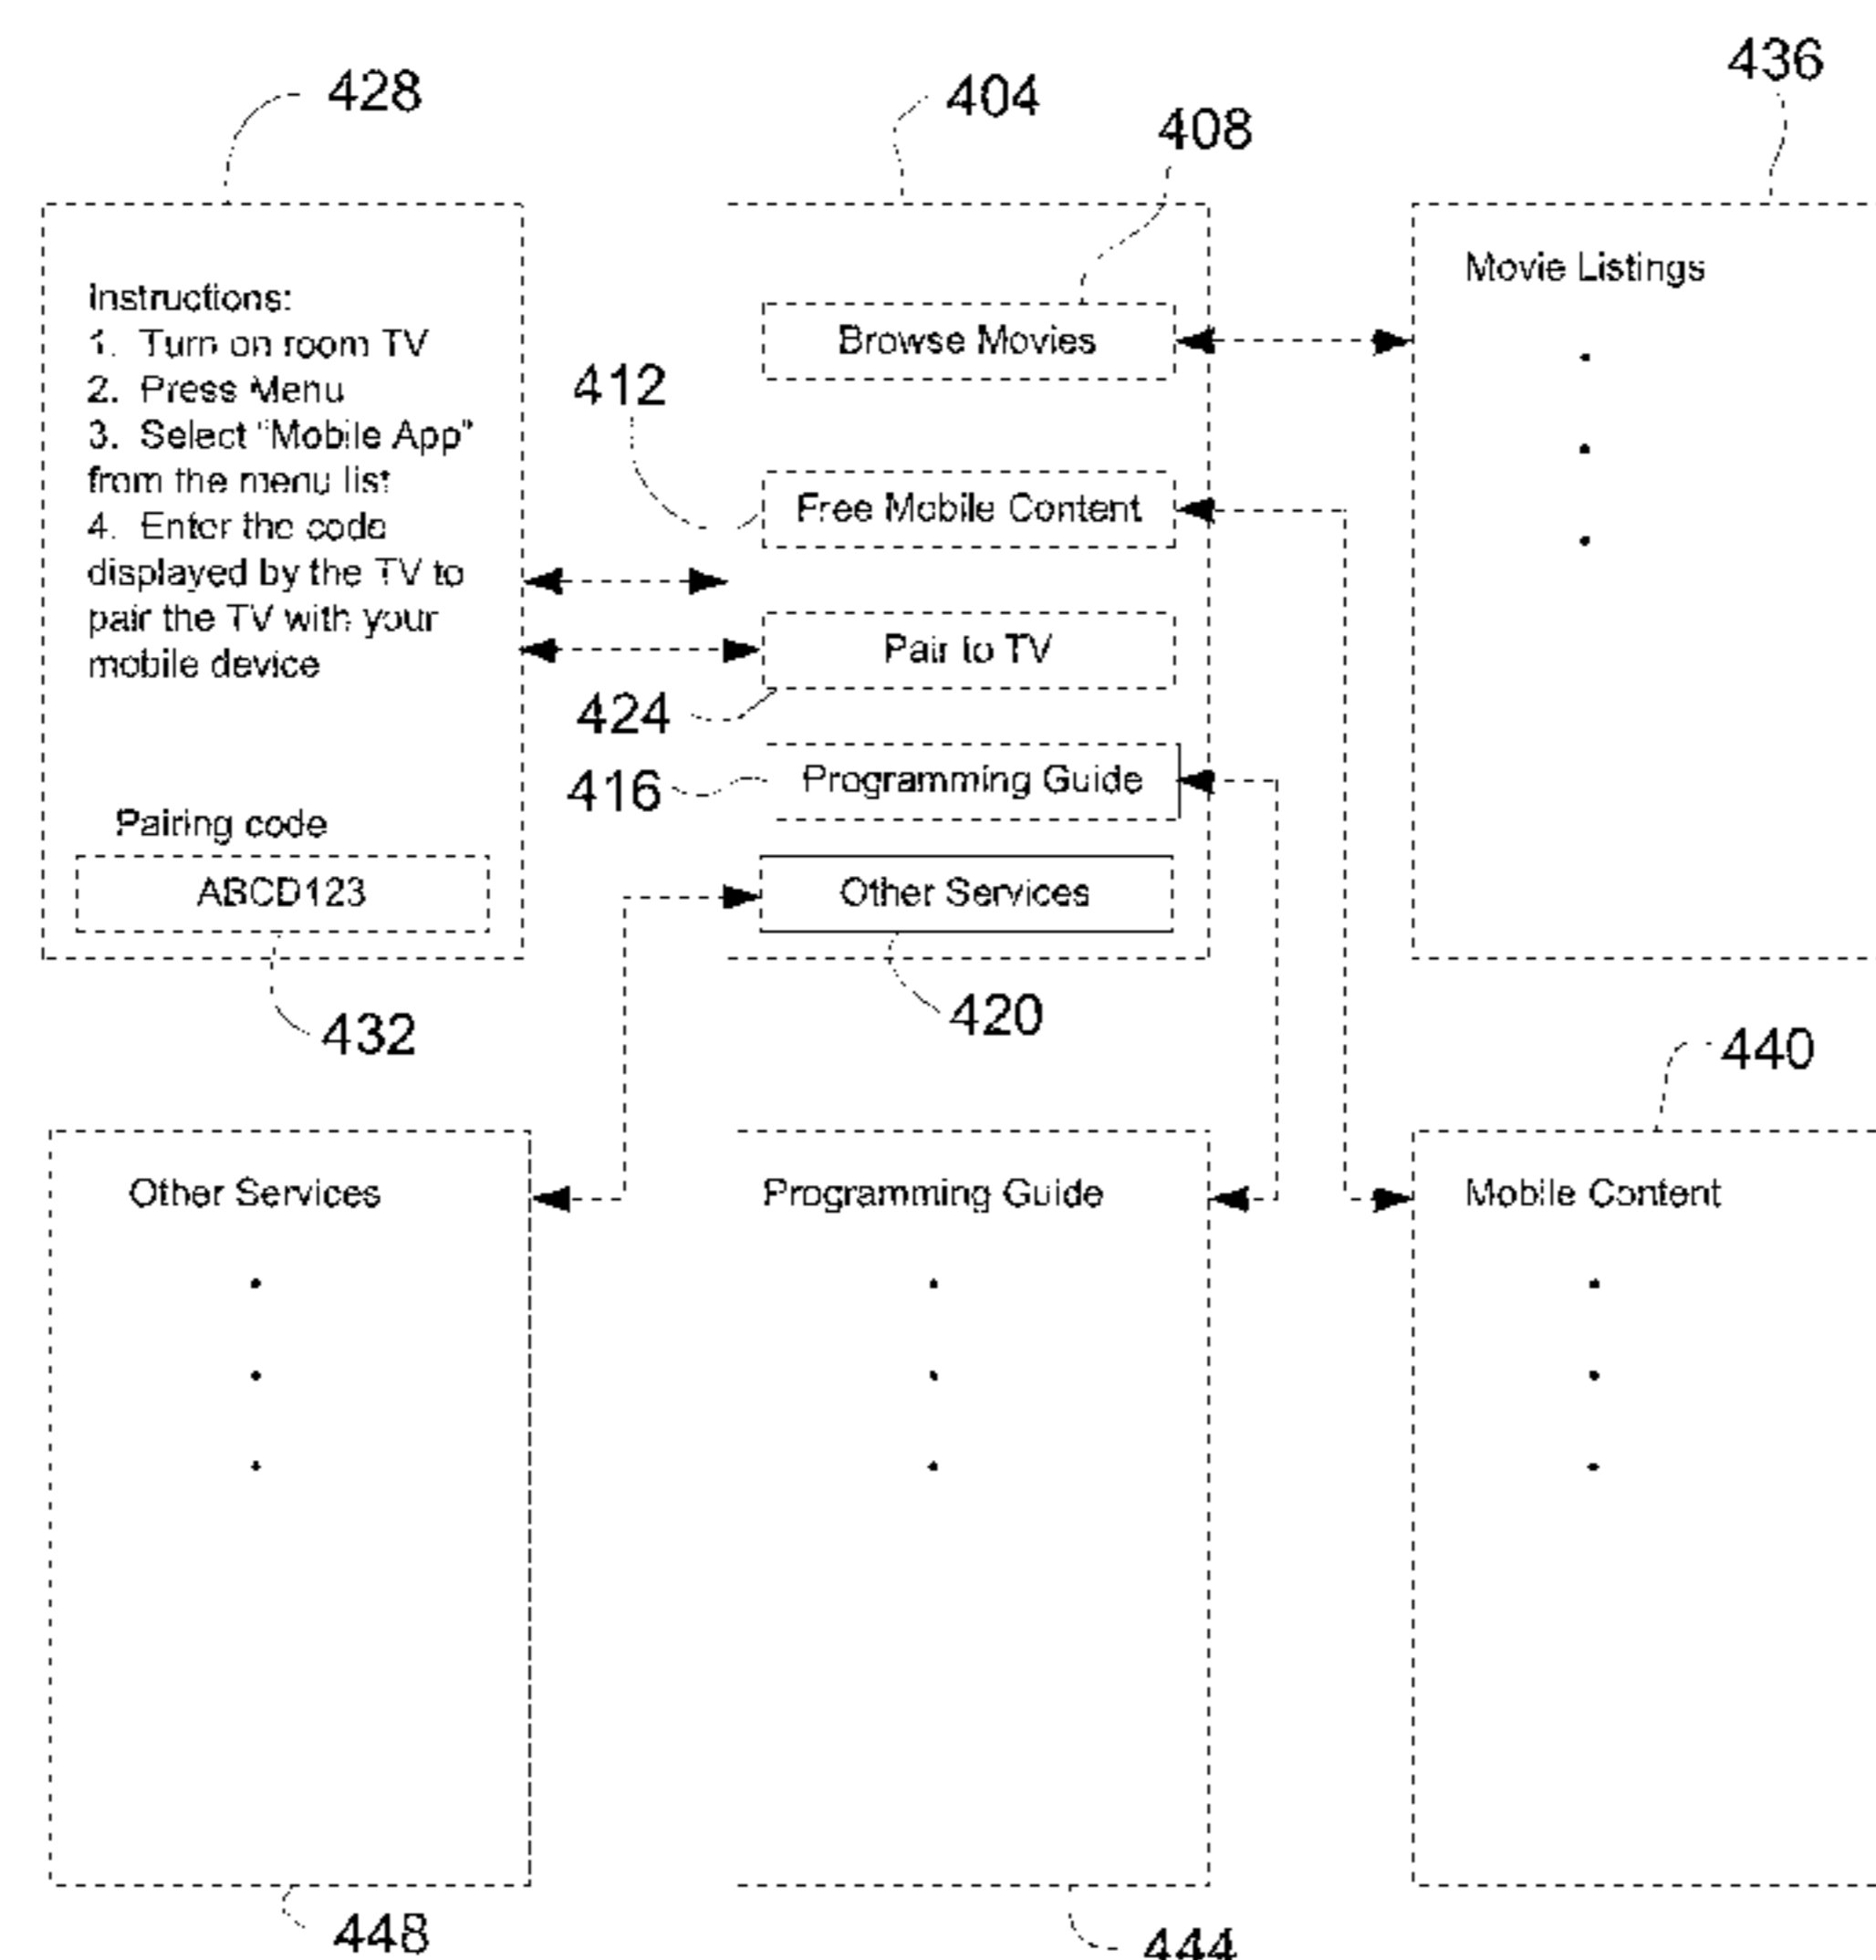 428
404
408
436
Instructions:
1. Turn on room TV
2. Press Menu
3. Select "Mobile App"
from the menu list
4. Enter the code
displayed by the TV to
pair the TV with your
mobile device
Pairing code
ABCD123
432
Browse Movies
412
Free Mobile Content
Pair to TV
424
416
Programming Guide
Other Services
420
Movie Listings
440
Other Services
Programming Guide
Mobile Content
448
444